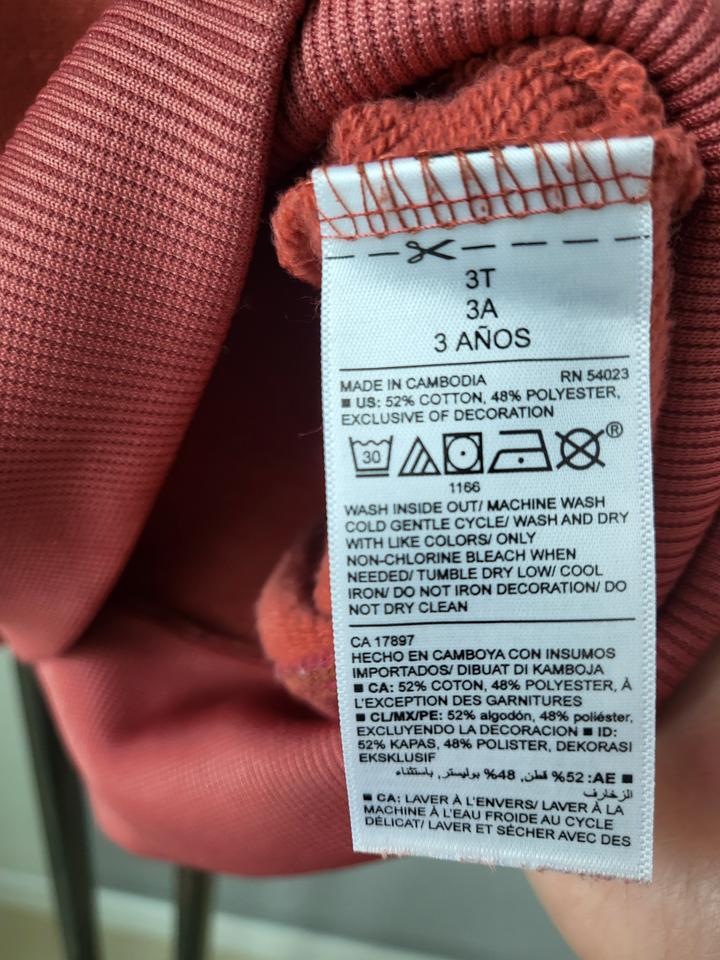 3T
3A
3 AÑOS
MADE IN CAMBODIA RN 54023
■ US: 52% COTTON, 48% POLYESTER,
EXCLUSIVE OF DECORATION
30 ®
1166
WASH INSIDE OUT/ MACHINE WASH
COLD GENTLE CYCLE/ WASH AND DRY
WITH LIKE COLORS/ ONLY
NON-CHLORINE BLEACH WHEN
NEEDED/ TUMBLE DRY LOW/ COOL
IRON/ DO NOT IRON DECORATION/ DO
NOT DRY CLEAN
CA 17897
HECHO EN CAMBOYA CON INSUMOS
IMPORTADOS/ DIBUAT DI KAMBOJA
■ CA: 52% COTON, 48% POLYESTER, À
L'EXCEPTION DES GARNITURES
■ CL/MX/PE: 52% algodón, 48% poliéster,
EXCLUYENDO LA DECORACION ■ ID:
52% KAPAS, 48% POLISTER, DEKORASI
EKSKLUSIF
■ AE: 52% قطن, 48% بوليستر, باستثناء
الزخارف
■ CA: LAVER À L'ENVERS/ LAVER À LA
MACHINE À L'EAU FROIDE AU CYCLE
DÉLICAT/ LAVER ET SÉCHER AVEC DES